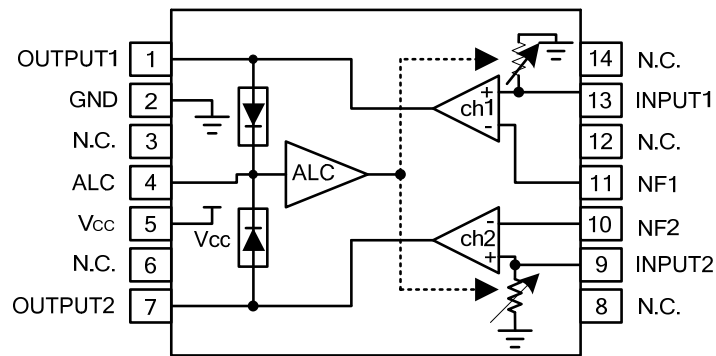 OUTPUT1 1
GND 2
N.C. 3
ALC 4
Vcc 5
N.C. 6
OUTPUT2 7
Vcc
ALC
+
ch1
-
-
ch2
+
14 N.C.
13 INPUT1
12 N.C.
11 NF1
10 NF2
9 INPUT2
8 N.C.